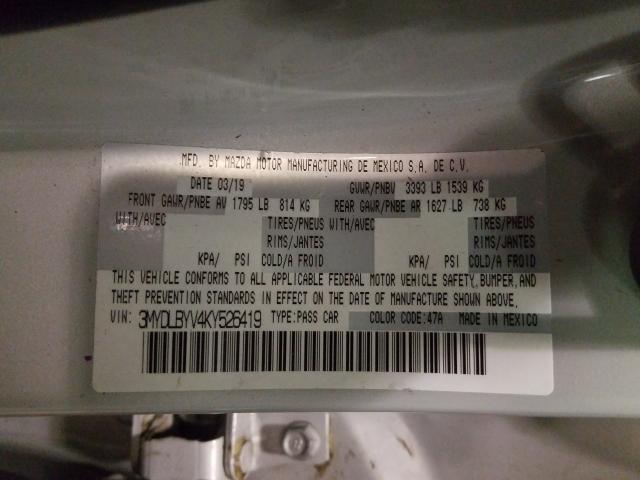 MFD. BY MAZDA MOTOR MANUFACTURING DE MEXICO S.A. DE C.V.
DATE 03/19 GVWR/PNBV 3393 LB 1539 KG
FRONT GAWR/PNBE AV 1795 LB 814 KG REAR GAWR/PNBE AR 1627 LB 738 KG
WITH/AVEC TIRES/PNEUS WITH/AVEC TIRES/PNEUS
RIMS/JANTES RIMS/JANTES
KPA/ PSI COLD/A FROID KPA/ PSI COLD/A FROID
THIS VEHICLE CONFORMS TO ALL APPLICABLE FEDERAL MOTOR VEHICLE SAFETY, BUMPER, AND
THEFT PREVENTION STANDARDS IN EFFECT ON THE DATE OF MANUFACTURE SHOWN ABOVE.
VIN: 3MYDLBYV4KY526419 TYPE:PASS CAR COLOR CODE:47A MADE IN MEXICO